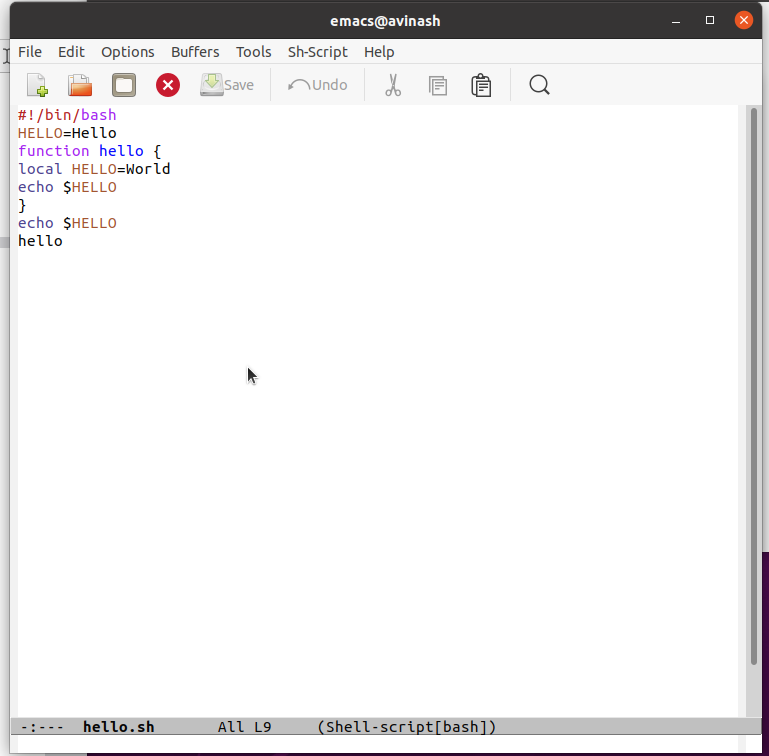 emacs@avinash
File Edit Options Buffers Tools Sh-Script Help
Save Undo
#!/bin/bash
HELLO=Hello
function hello {
local HELLO=World
echo $HELLO
}
echo $HELLO
hello
-:--- hello.sh All L9 (Shell-script[bash])